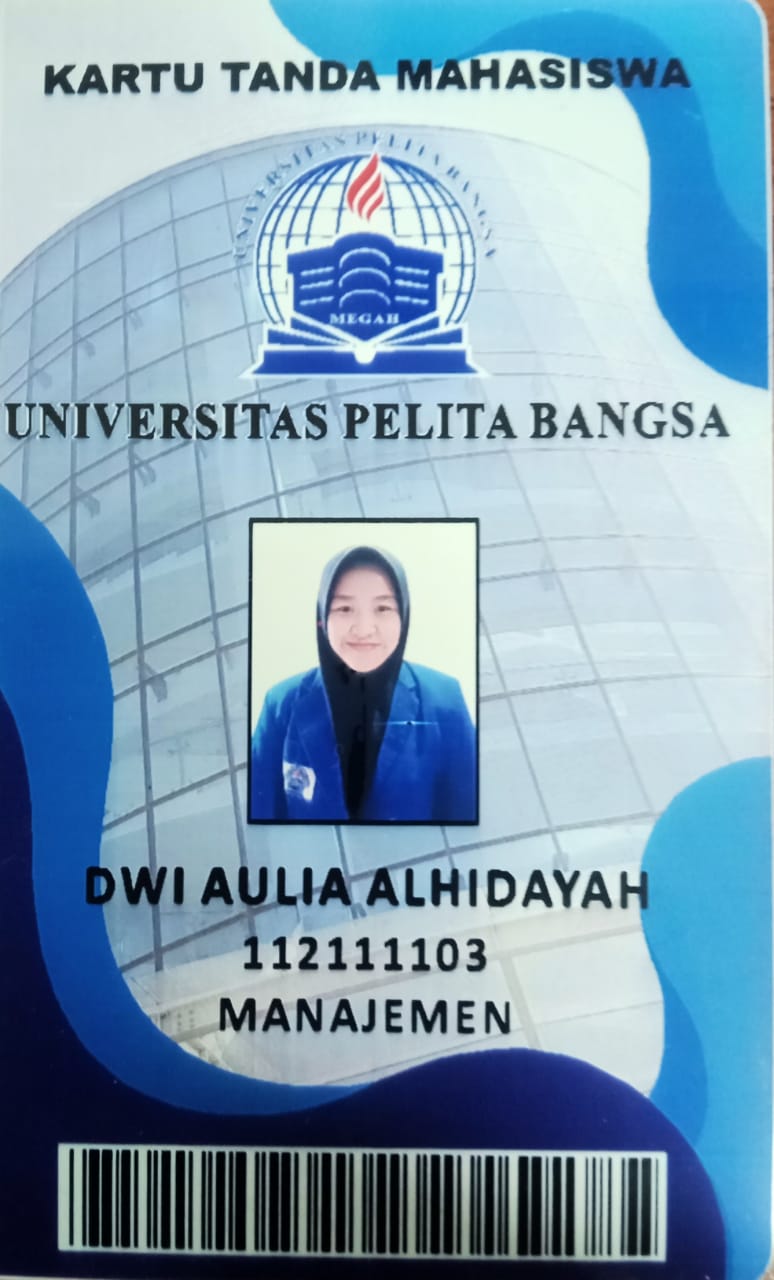 KARTU TANDA MAHASISWA
UNIVERSITAS PELITA BANGSA
MEGAH
UNIVERSITAS PELITA BANGSA
DWI AULIA ALHIDAYAH
112111103
MANAJEMEN